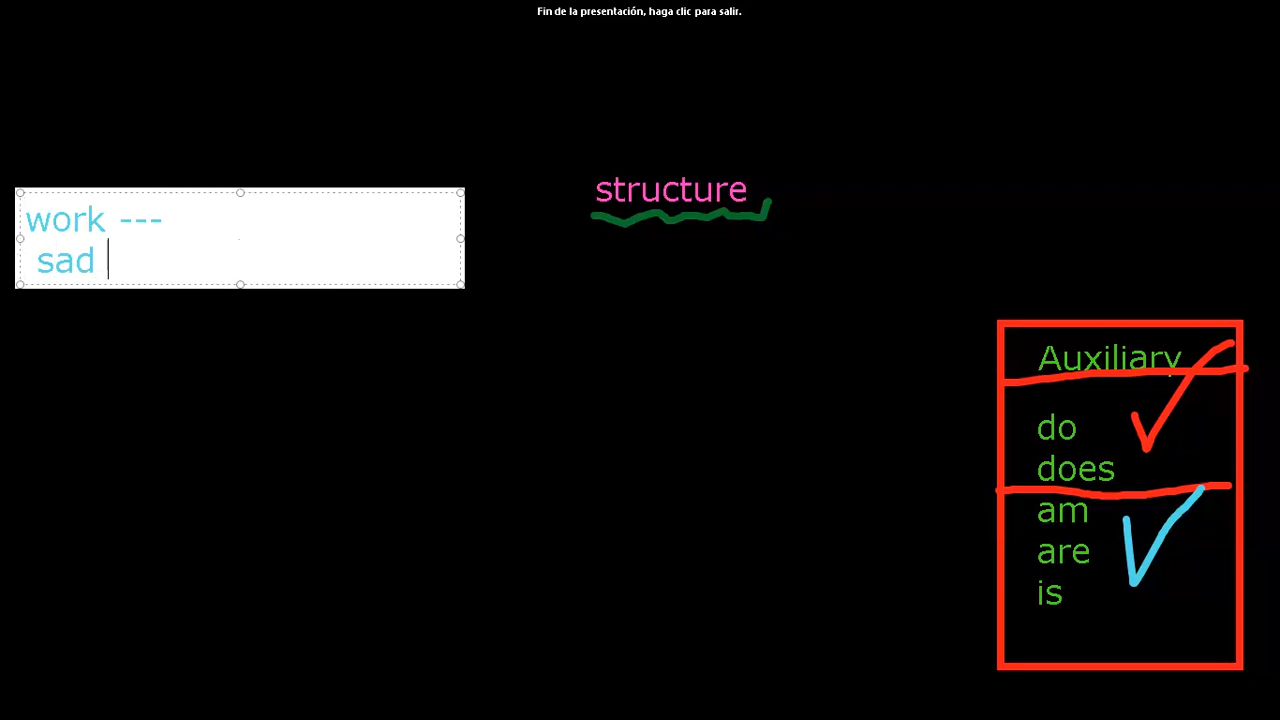 Fin de la presentación, haga clic para salir.
structure
work ---
sad
Auxiliary
do
does
am
are
is